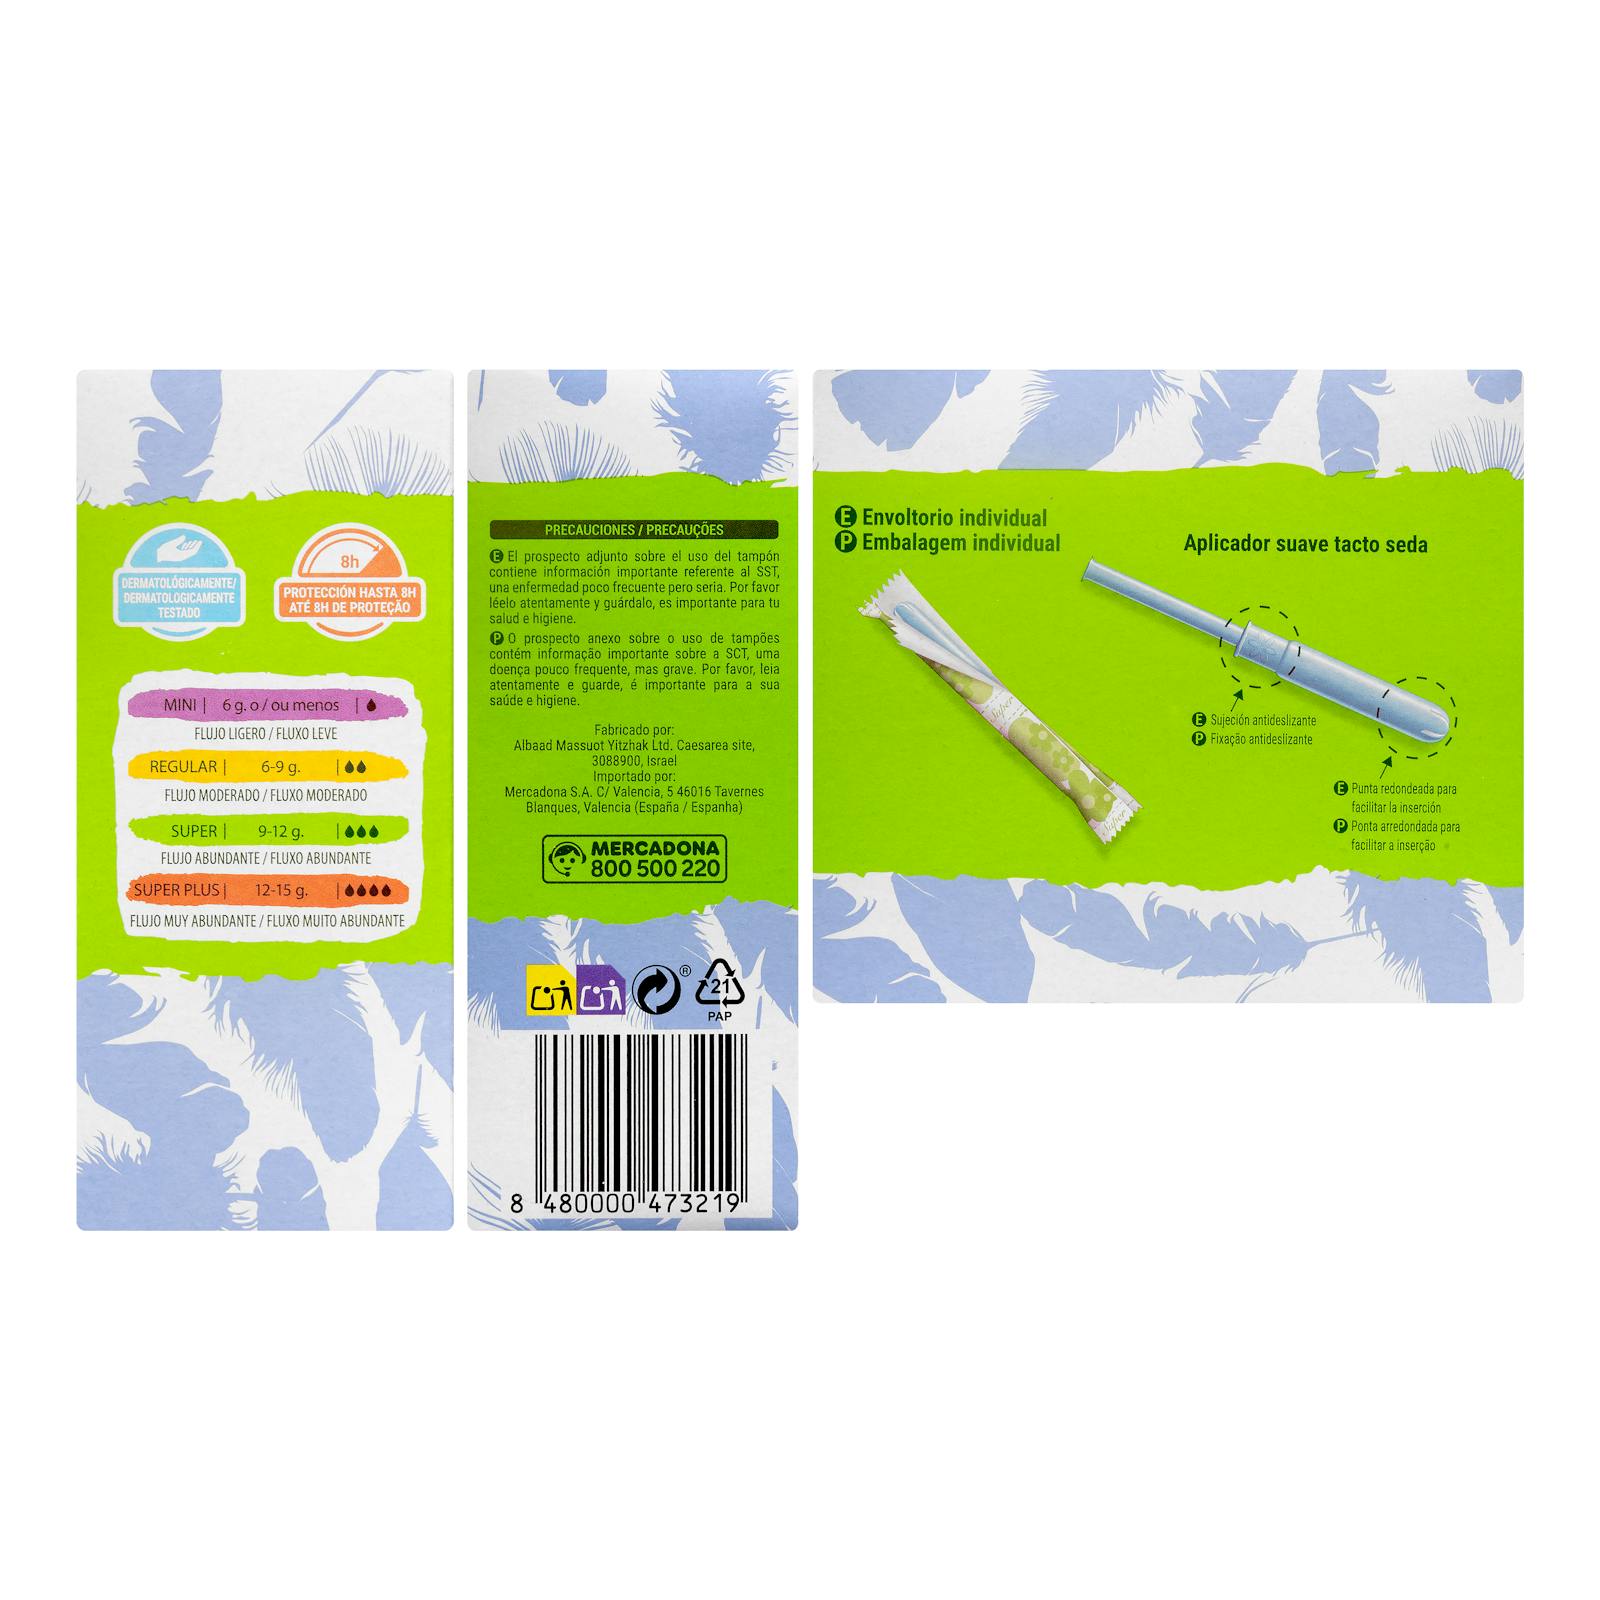 DERMATOLÓGICAMENTE/
DERMATOLOGICAMENTE
TESTADO
8h
PROTECCIÓN HASTA 8H
ATÉ 8H DE PROTEÇÃO
MINI | 6 g. o / ou menos |
FLUJO LIGERO / FLUXO LEVE
REGULAR | 6-9 g. |
FLUJO MODERADO / FLUXO MODERADO
SUPER | 9-12 g. |
FLUJO ABUNDANTE / FLUXO ABUNDANTE
SUPER PLUS | 12-15 g. |
FLUJO MUY ABUNDANTE / FLUXO MUITO ABUNDANTE
PRECAUCIONES / PRECAUÇÕES
E El prospecto adjunto sobre el uso del tampón
contiene información importante referente al SST,
una enfermedad poco frecuente pero seria. Por favor
léelo atentamente y guárdalo, es importante para tu
salud e higiene.
P O prospecto anexo sobre o uso de tampões
contém informação importante sobre a SCT, uma
doença pouco frequente, mas grave. Por favor, leia
atentamente e guarde, é importante para a sua
saúde e higiene.
Fabricado por:
Albaad Massuot Yitzhak Ltd. Caesarea site,
3088900, Israel
Importado por:
Mercadona S.A. C/ Valencia, 5 46016 Tavernes
Blanques, Valencia (España / Espanha)
MERCADONA
800 500 220
®
21
PAP
8 480000 473219
E Envoltorio individual
P Embalagem individual
Super
Super
Aplicador suave tacto seda
E Sujeción antideslizante
P Fixação antideslizante
E Punta redondeada para
facilitar la inserción
P Ponta arredondada para
facilitar a inserção